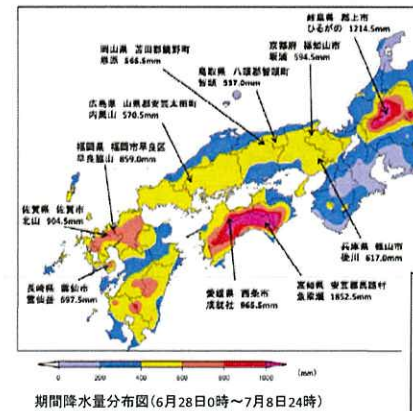 岐阜県 郡上市
ひるがの 1214.5mm
岡山県 苫田郡鏡野町
恩原 566.5mm
京都府 福知山市
坂浦 594.5mm
鳥取県 八頭郡智頭町
智頭 557.0mm
広島県 山県郡安芸太田町
内黒山 570.5mm
福岡県 福岡市早良区
早良脇山 859.0mm
佐賀県 佐賀市
北山 904.5mm
長崎県 雲仙市
雲仙岳 697.5mm
愛媛県 西条市
成就社 965.5mm
高知県 安芸郡馬路村
魚梁瀬 1852.5mm
兵庫県 篠山市
後川 617.0mm
0 200 400 600 800 1000 (mm)
期間降水量分布図(6月28日0時～7月8日24時)